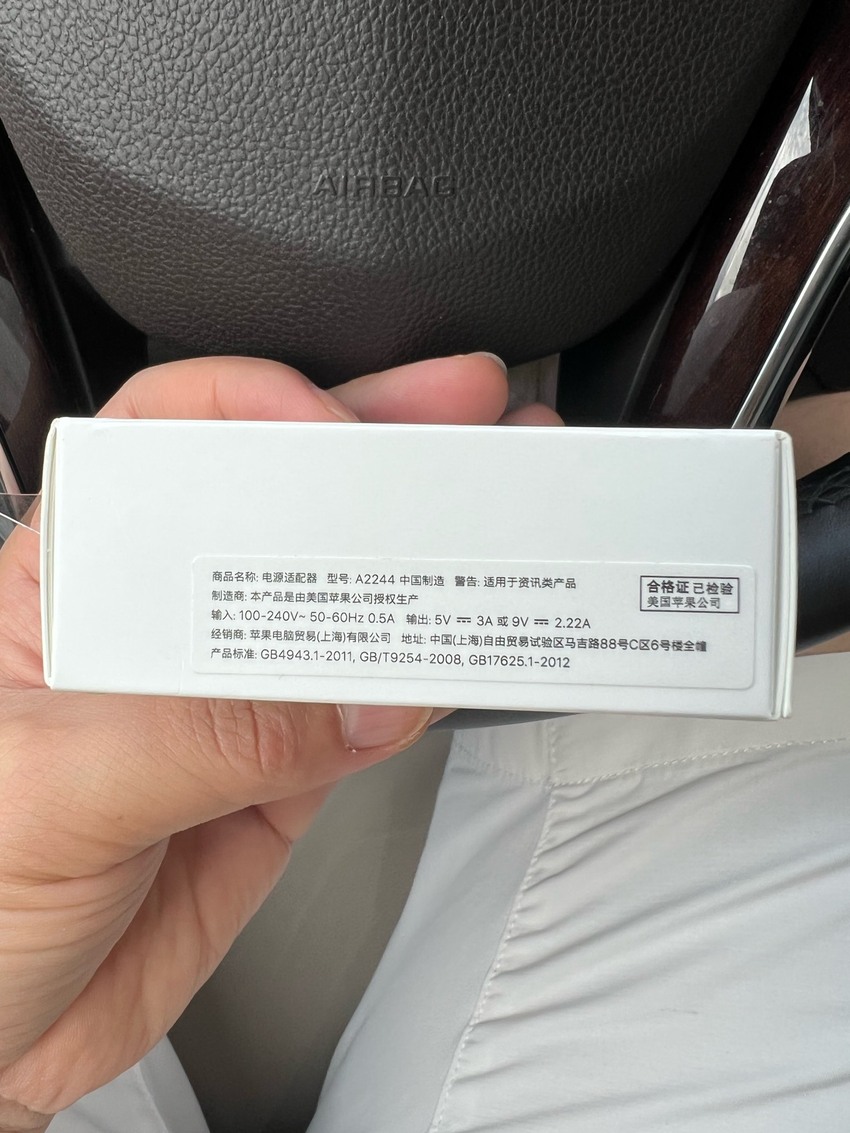 AIRBAG
商品名称: 电源适配器 型号: A2244 中国制造 警告: 适用于资讯类产品
制造商: 本产品是由美国苹果公司授权生产
输入: 100-240V~ 50-60Hz 0.5A 输出: 5V ⎓ 3A 或 9V ⎓ 2.22A
经销商: 苹果电脑贸易(上海)有限公司 地址: 中国(上海)自由贸易试验区马吉路88号C区6号楼全幢
产品标准: GB4943.1-2011, GB/T9254-2008, GB17625.1-2012
合格证 已检验
美国苹果公司